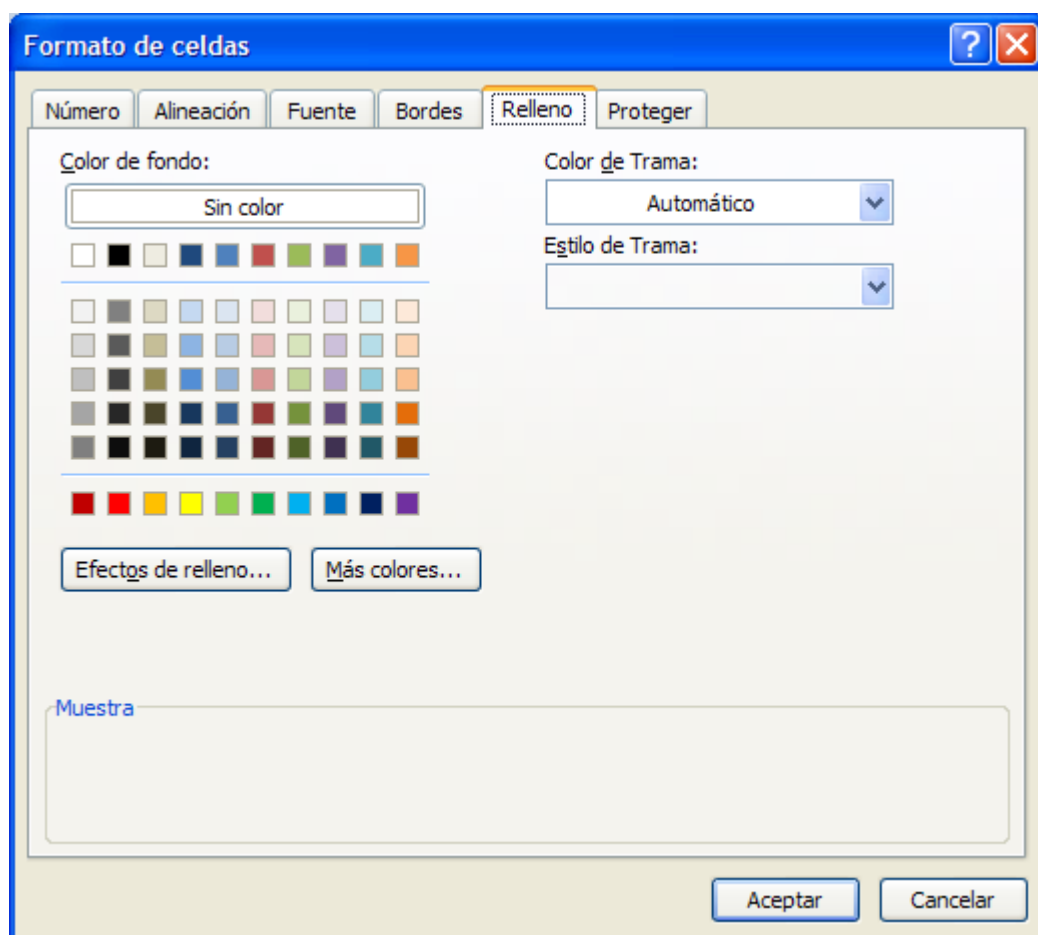 Formato de celdas
Número Alineación Fuente Bordes Relleno Proteger
Color de fondo:
Sin color
Color de Trama:
Automático
Estilo de Trama:
Efectos de relleno... Más colores...
Muestra
Aceptar Cancelar